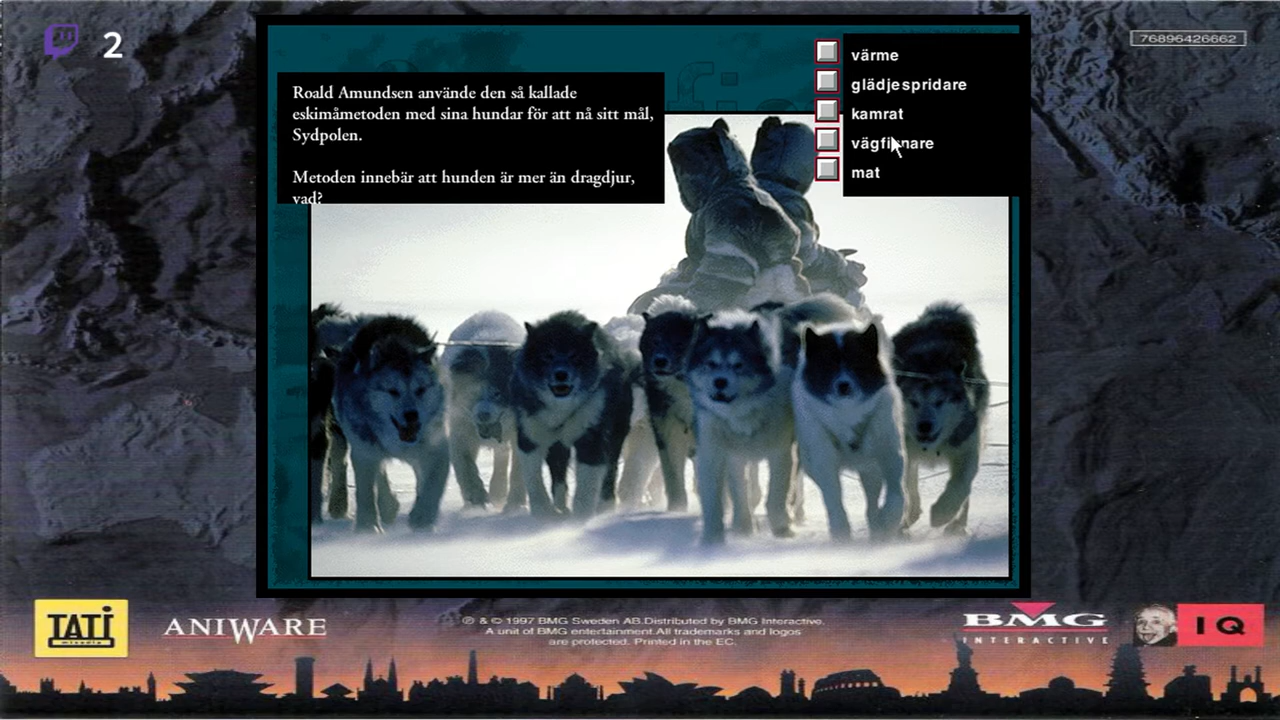 2
76896426662
Roald Amundsen använde den så kallade
eskimåmetoden med sina hundar för att nå sitt mål,
Sydpolen.
Metoden innebär att hunden är mer än dragdjur,
vad?
värme
glädjespridare
kamrat
vägfinnare
mat
TATI
mixedia
ANIWARE
℗ & © 1997 BMG Sweden AB.Distributed by BMG Interactive.
A unit of BMG entertainment.All trademarks and logos
are protected. Printed in the EC.
BMG
INTERACTIVE
IQ